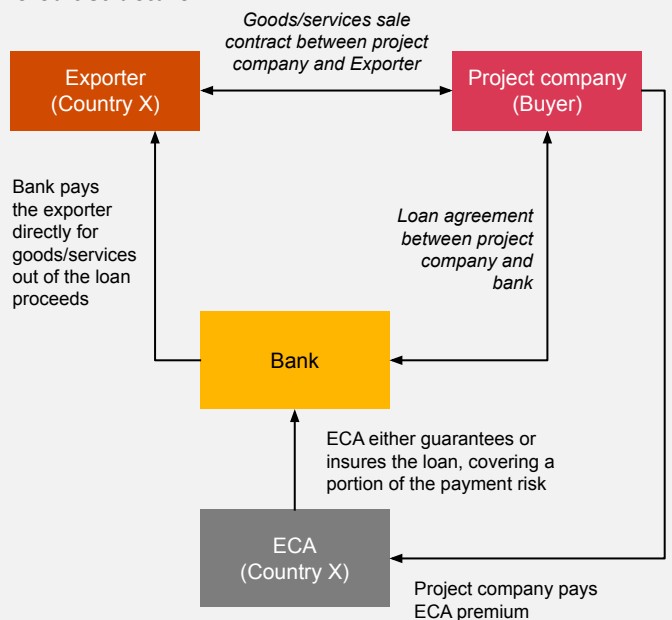 Goods/services sale
contract between project
company and Exporter
Exporter
(Country X)
Project company
(Buyer)
Bank pays
the exporter
directly for
goods/services
out of the loan
proceeds
Loan agreement
between project
company and
bank
Bank
ECA either guarantees or
insures the loan, covering a
portion of the payment risk
ECA
(Country X)
Project company pays
ECA premium